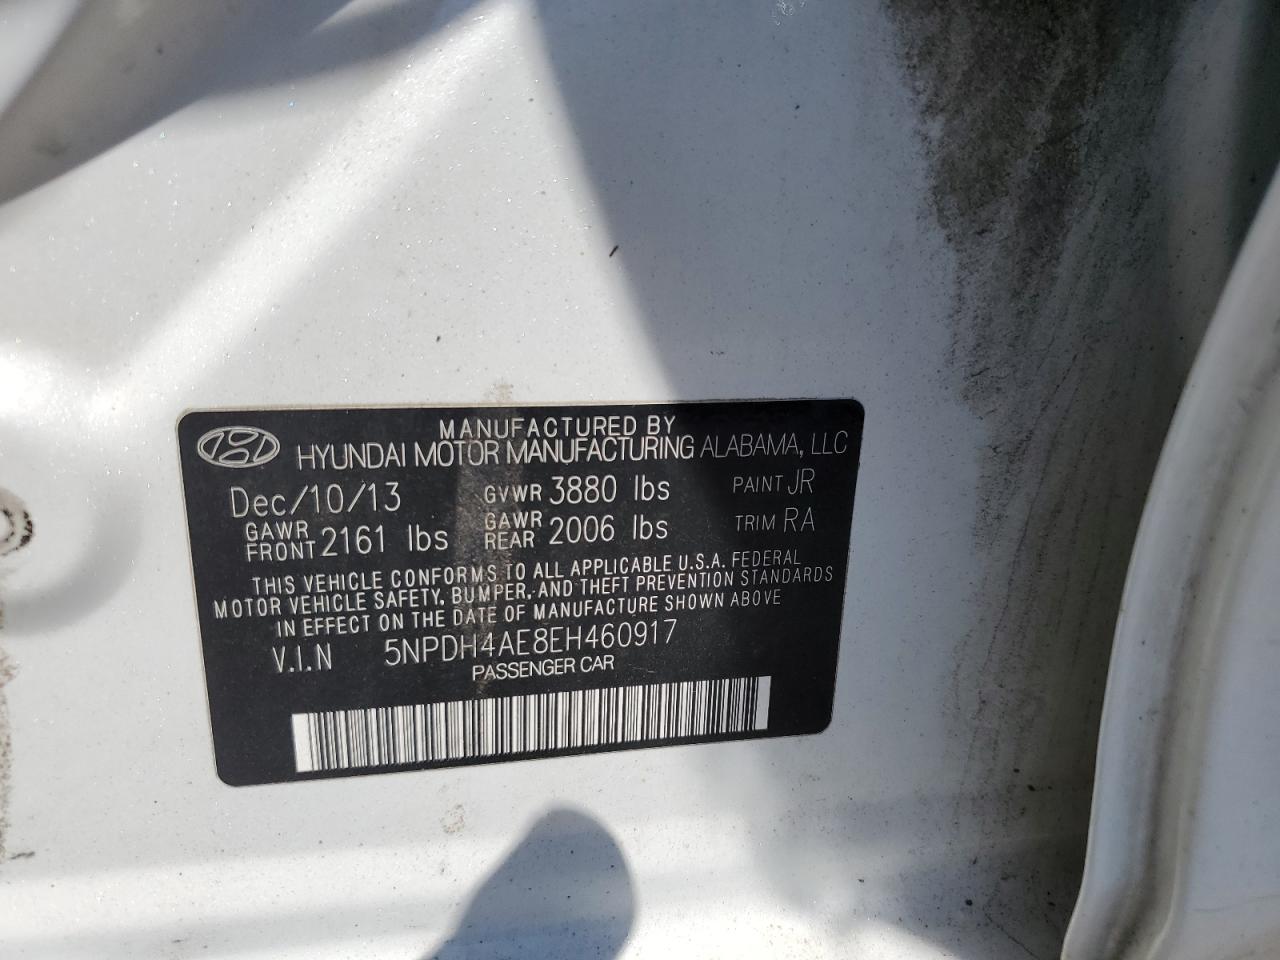 MANUFACTURED BY
HYUNDAI MOTOR MANUFACTURING ALABAMA, LLC
Dec/10/13 GVWR 3880 lbs PAINT JR
GAWR FRONT 2161 lbs GAWR REAR 2006 lbs TRIM RA
THIS VEHICLE CONFORMS TO ALL APPLICABLE U.S.A. FEDERAL
MOTOR VEHICLE SAFETY, BUMPER, AND THEFT PREVENTION STANDARDS
IN EFFECT ON THE DATE OF MANUFACTURE SHOWN ABOVE
V.I.N 5NPDH4AE8EH460917
PASSENGER CAR